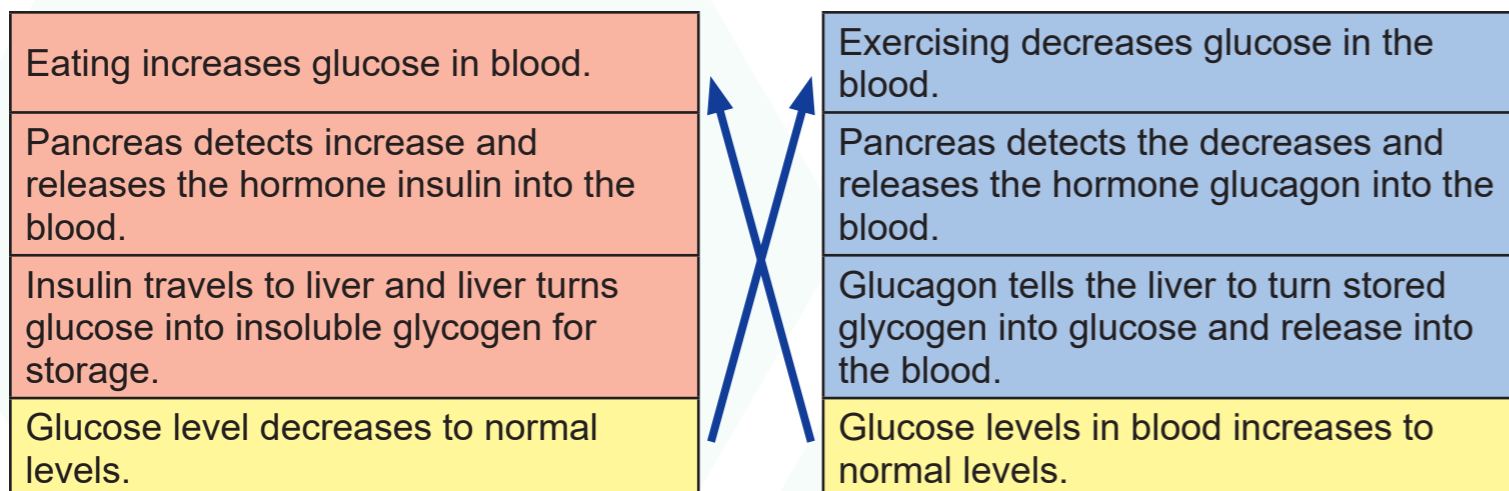 Eating increases glucose in blood.
Pancreas detects increase and
releases the hormone insulin into the
blood.
Insulin travels to liver and liver turns
glucose into insoluble glycogen for
storage.
Glucose level decreases to normal
levels.
Exercising decreases glucose in the
blood.
Pancreas detects the decreases and
releases the hormone glucagon into the
blood.
Glucagon tells the liver to turn stored
glycogen into glucose and release into
the blood.
Glucose levels in blood increases to
normal levels.